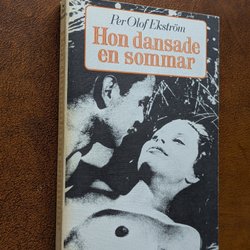 Per Olof Ekström
Hon dansade
en sommar